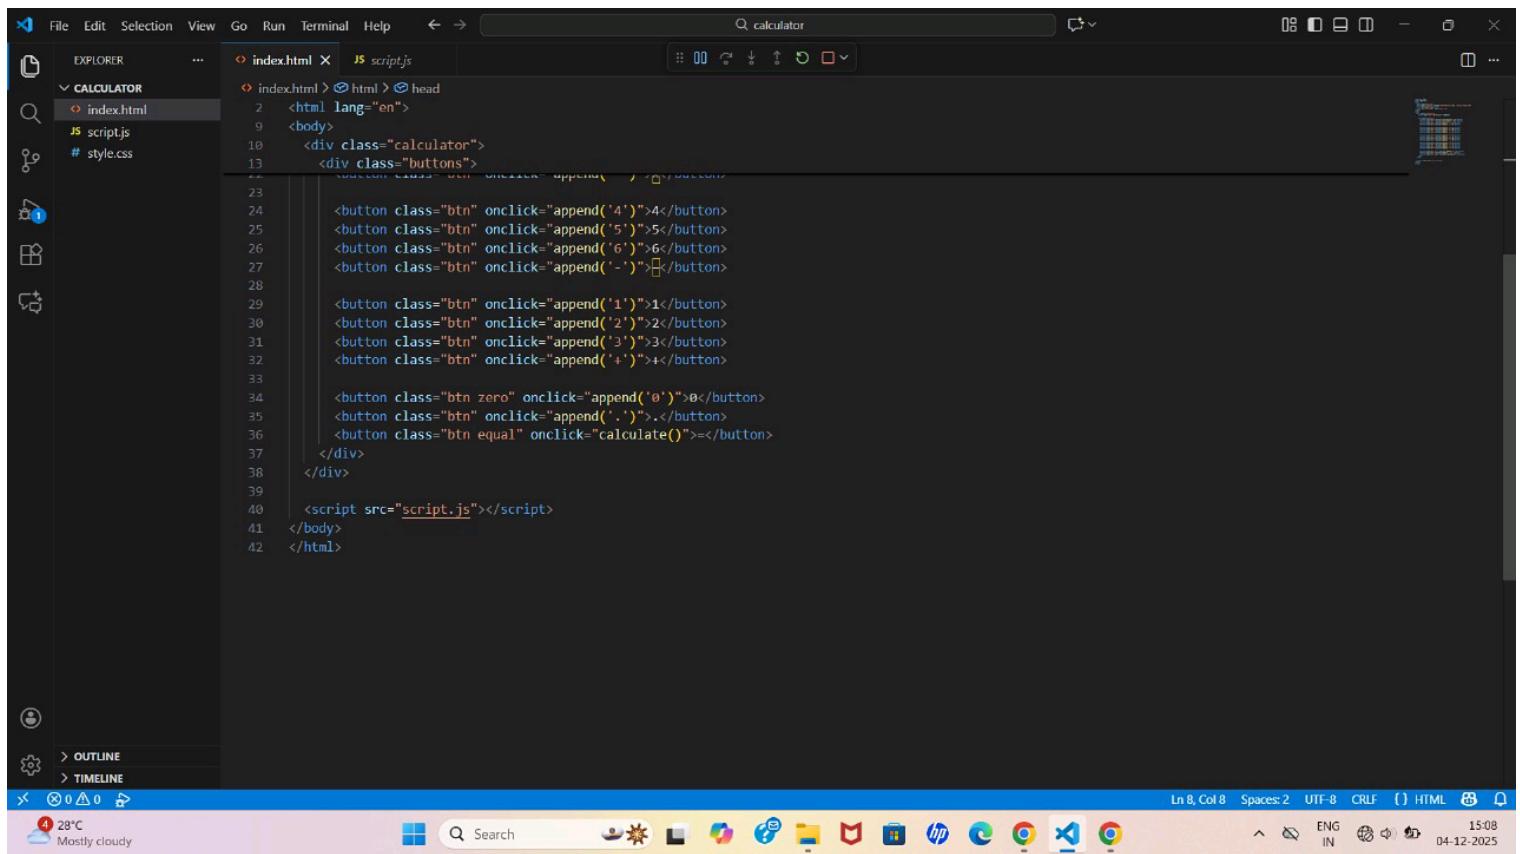 File Edit Selection View Go Run Terminal Help
calculator
EXPLORER
index.html
JS script.js
CALCULATOR
index.html
JS script.js
# style.css
index.html > html > head
2 <html lang="en">
9 <body>
10 <div class="calculator">
13 <div class="buttons">
23
24 <button class="btn" onclick="append('4')">4</button>
25 <button class="btn" onclick="append('5')">5</button>
26 <button class="btn" onclick="append('6')">6</button>
27 <button class="btn" onclick="append('-')">−</button>
28
29 <button class="btn" onclick="append('1')">1</button>
30 <button class="btn" onclick="append('2')">2</button>
31 <button class="btn" onclick="append('3')">3</button>
32 <button class="btn" onclick="append('+')">+</button>
33
34 <button class="btn zero" onclick="append('0')">0</button>
35 <button class="btn" onclick="append('.')">.</button>
36 <button class="btn equal" onclick="calculate()">=</button>
37 </div>
38 </div>
39
40 <script src="script.js"></script>
41 </body>
42 </html>
1
OUTLINE
TIMELINE
0 0
Ln 8, Col 8 Spaces: 2 UTF-8 CRLF { } HTML
4
28°C
Mostly cloudy
Search
hp
ENG
IN
15:08
04-12-2025